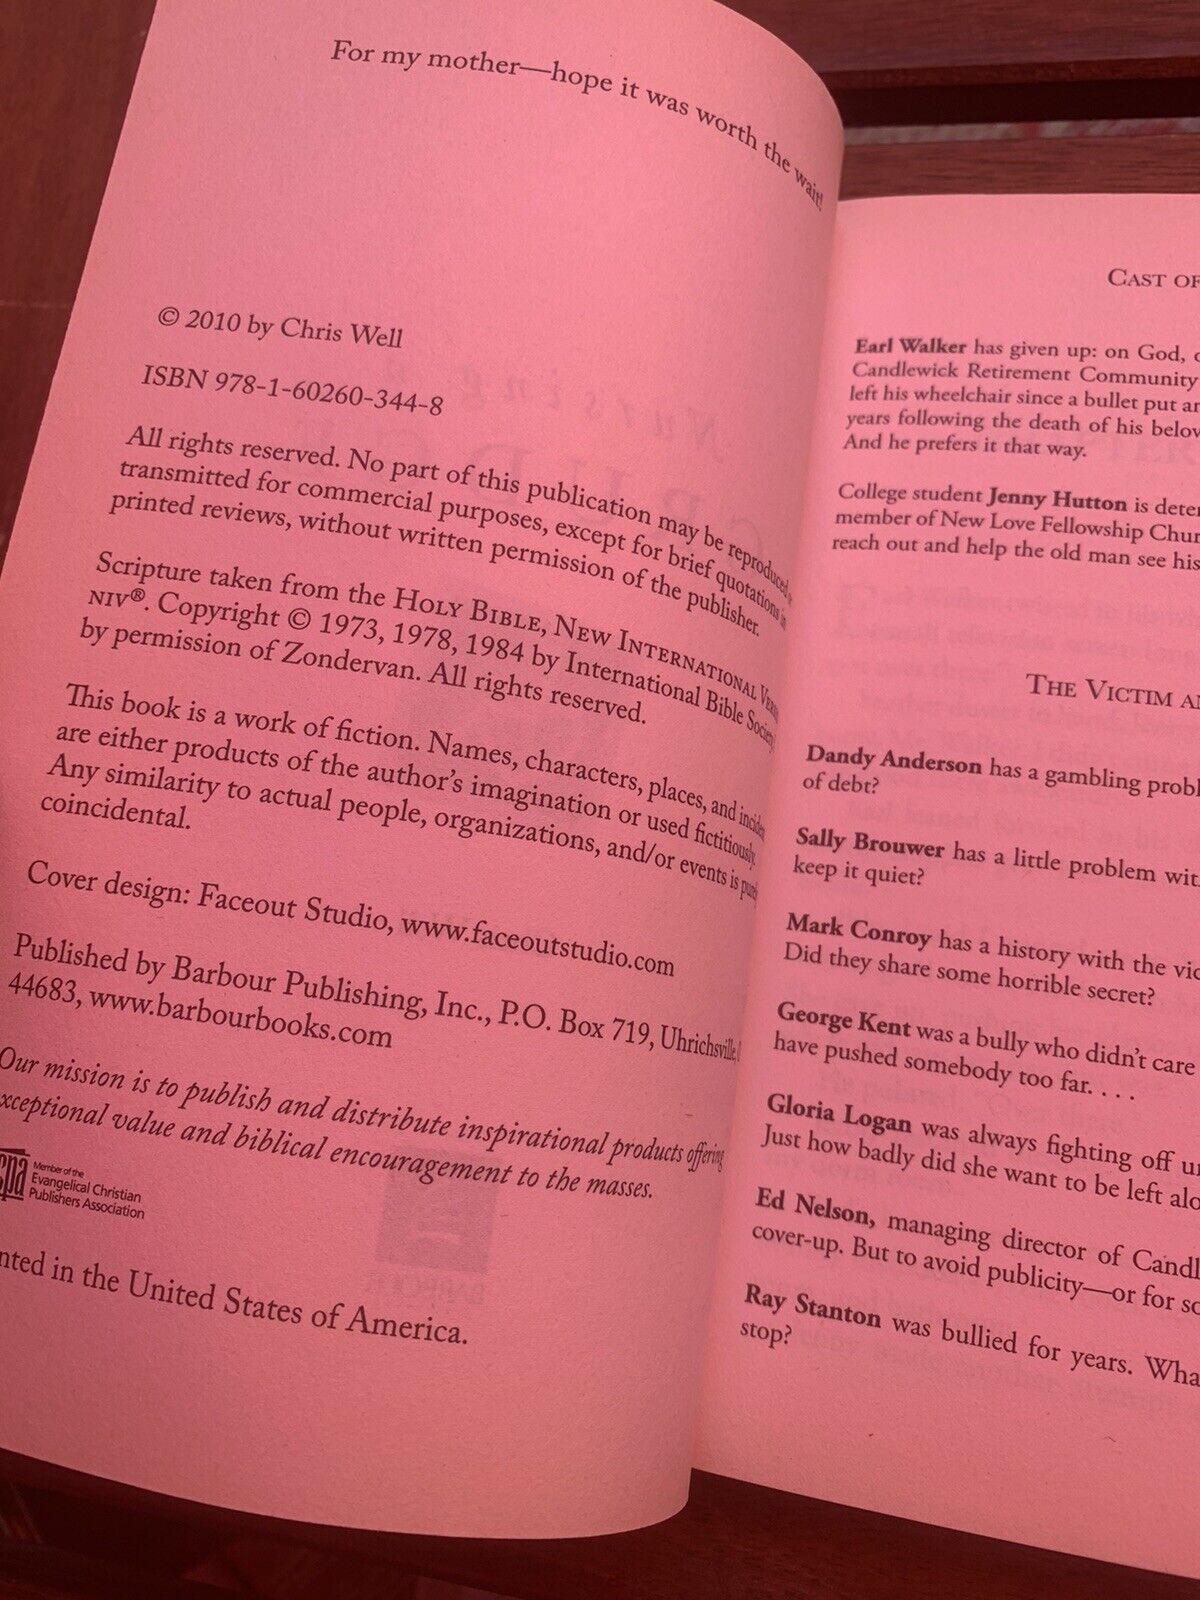 For my mother—hope it was worth the wait!
© 2010 by Chris Well
ISBN 978-1-60260-344-8
All rights reserved. No part of this publication may be reproduced or
transmitted for commercial purposes, except for brief quotations in
printed reviews, without written permission of the publisher.
Scripture taken from the HOLY BIBLE, NEW INTERNATIONAL
NIV®. Copyright © 1973, 1978, 1984 by International Bible Society.
by permission of Zondervan. All rights reserved.
This book is a work of fiction. Names, characters, places, and
are either products of the author's imagination or used fictitiously.
Any similarity to actual people, organizations, and/or events is
coincidental.
Cover design: Faceout Studio, www.faceoutstudio.com
Published by Barbour Publishing, Inc., P.O. Box 719, Uhrichsville,
44683, www.barbourbooks.com
Our mission is to publish and distribute inspirational products offering
xceptional value and biblical encouragement to the masses.
cpa
Member of the
Evangelical Christian
Publishers Association
nted in the United States of America.
CAST OF
Earl Walker has given up: on God,
Candlewick Retirement Community
left his wheelchair since a bullet put
years following the death of his
And he prefers it that way.
College student Jenny Hutton is
member of New Love Fellowship
reach out and help the old man see his
THE VICTIM
Dandy Anderson has a gambling
of debt?
Sally Brouwer has a little problem
keep it quiet?
Mark Conroy has a history with the
Did they share some horrible secret?
George Kent was a bully who didn't care
have pushed somebody too far. . . .
Gloria Logan was always fighting off
Just how badly did she want to be left
Ed Nelson, managing director of
cover-up. But to avoid publicity—or for
Ray Stanton was bullied for years.
stop?